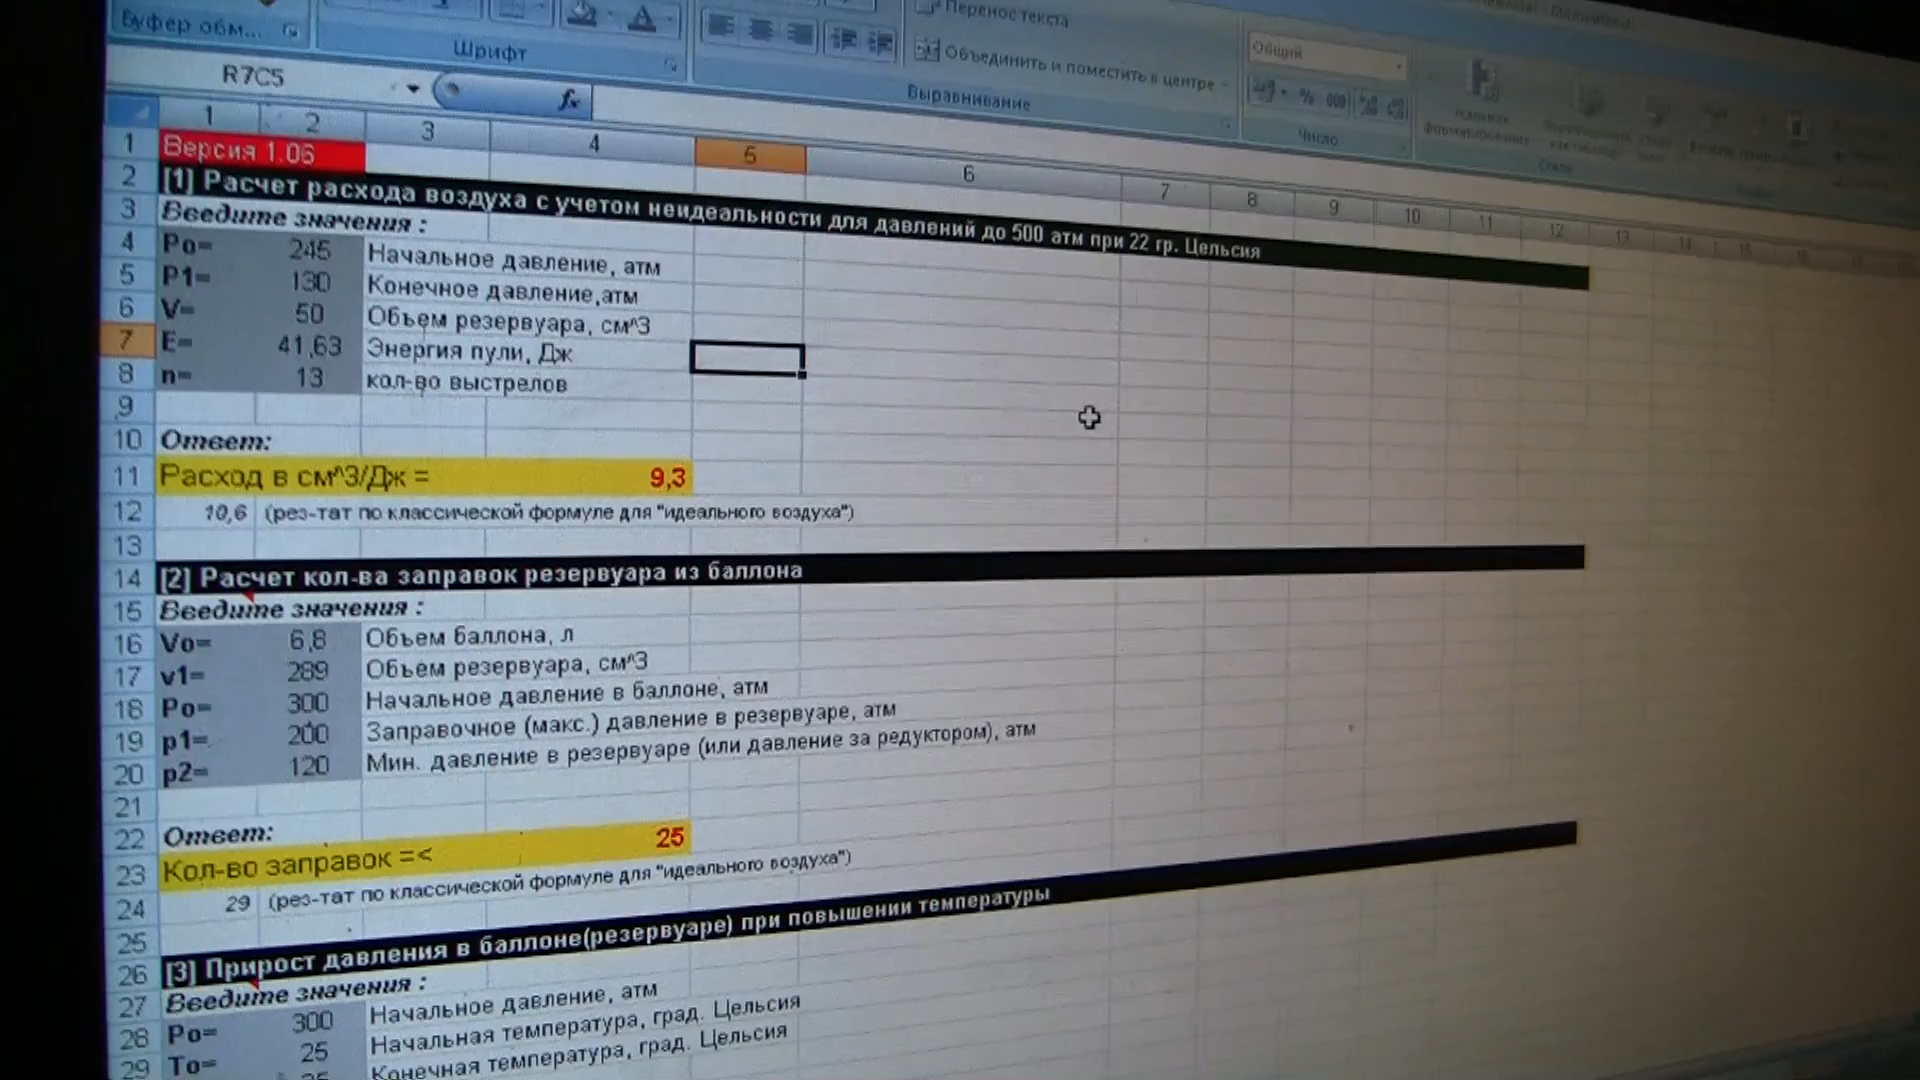 Буфер обм...
Шрифт
Перенос текста
Объединить и поместить в центре
Выравнивание
Общий
% 000
Число
R7C5
fx
1 2 3 4 5 6 7 8 9 10 11 12 13 14
1 Версия 1.06
2 [1] Расчет расхода воздуха с учетом неидеальности для давлений до 500 атм при 22 гр. Цельсия
3 Введите значения :
4 Po= 245 Начальное давление, атм
5 P1= 130 Конечное давление,атм
6 V= 50 Объем резервуара, см^3
7 E= 41,63 Энергия пули, Дж
8 n= 13 кол-во выстрелов
9
10 Ответ:
11 Расход в см^3/Дж = 9,3
12 10,6 (рез-тат по классической формуле для "идеального воздуха")
13
14 [2] Расчет кол-ва заправок резервуара из баллона
15 Введите значения :
16 Vo= 6,8 Объем баллона, л
17 v1= 289 Объем резервуара, см^3
18 Po= 300 Начальное давление в баллоне, атм
19 p1= 200 Заправочное (макс.) давление в резервуаре, атм
20 p2= 120 Мин. давление в резервуаре (или давление за редуктором), атм
21
22 Ответ:
23 Кол-во заправок =< 25
24 29 (рез-тат по классической формуле для "идеального воздуха")
25
26 [3] Прирост давления в баллоне(резервуаре) при повышении температуры
27 Введите значения :
28 Po= 300 Начальное давление, атм
29 To= 25 Начальная температура, град. Цельсия
Конечная температура, град. Цельсия